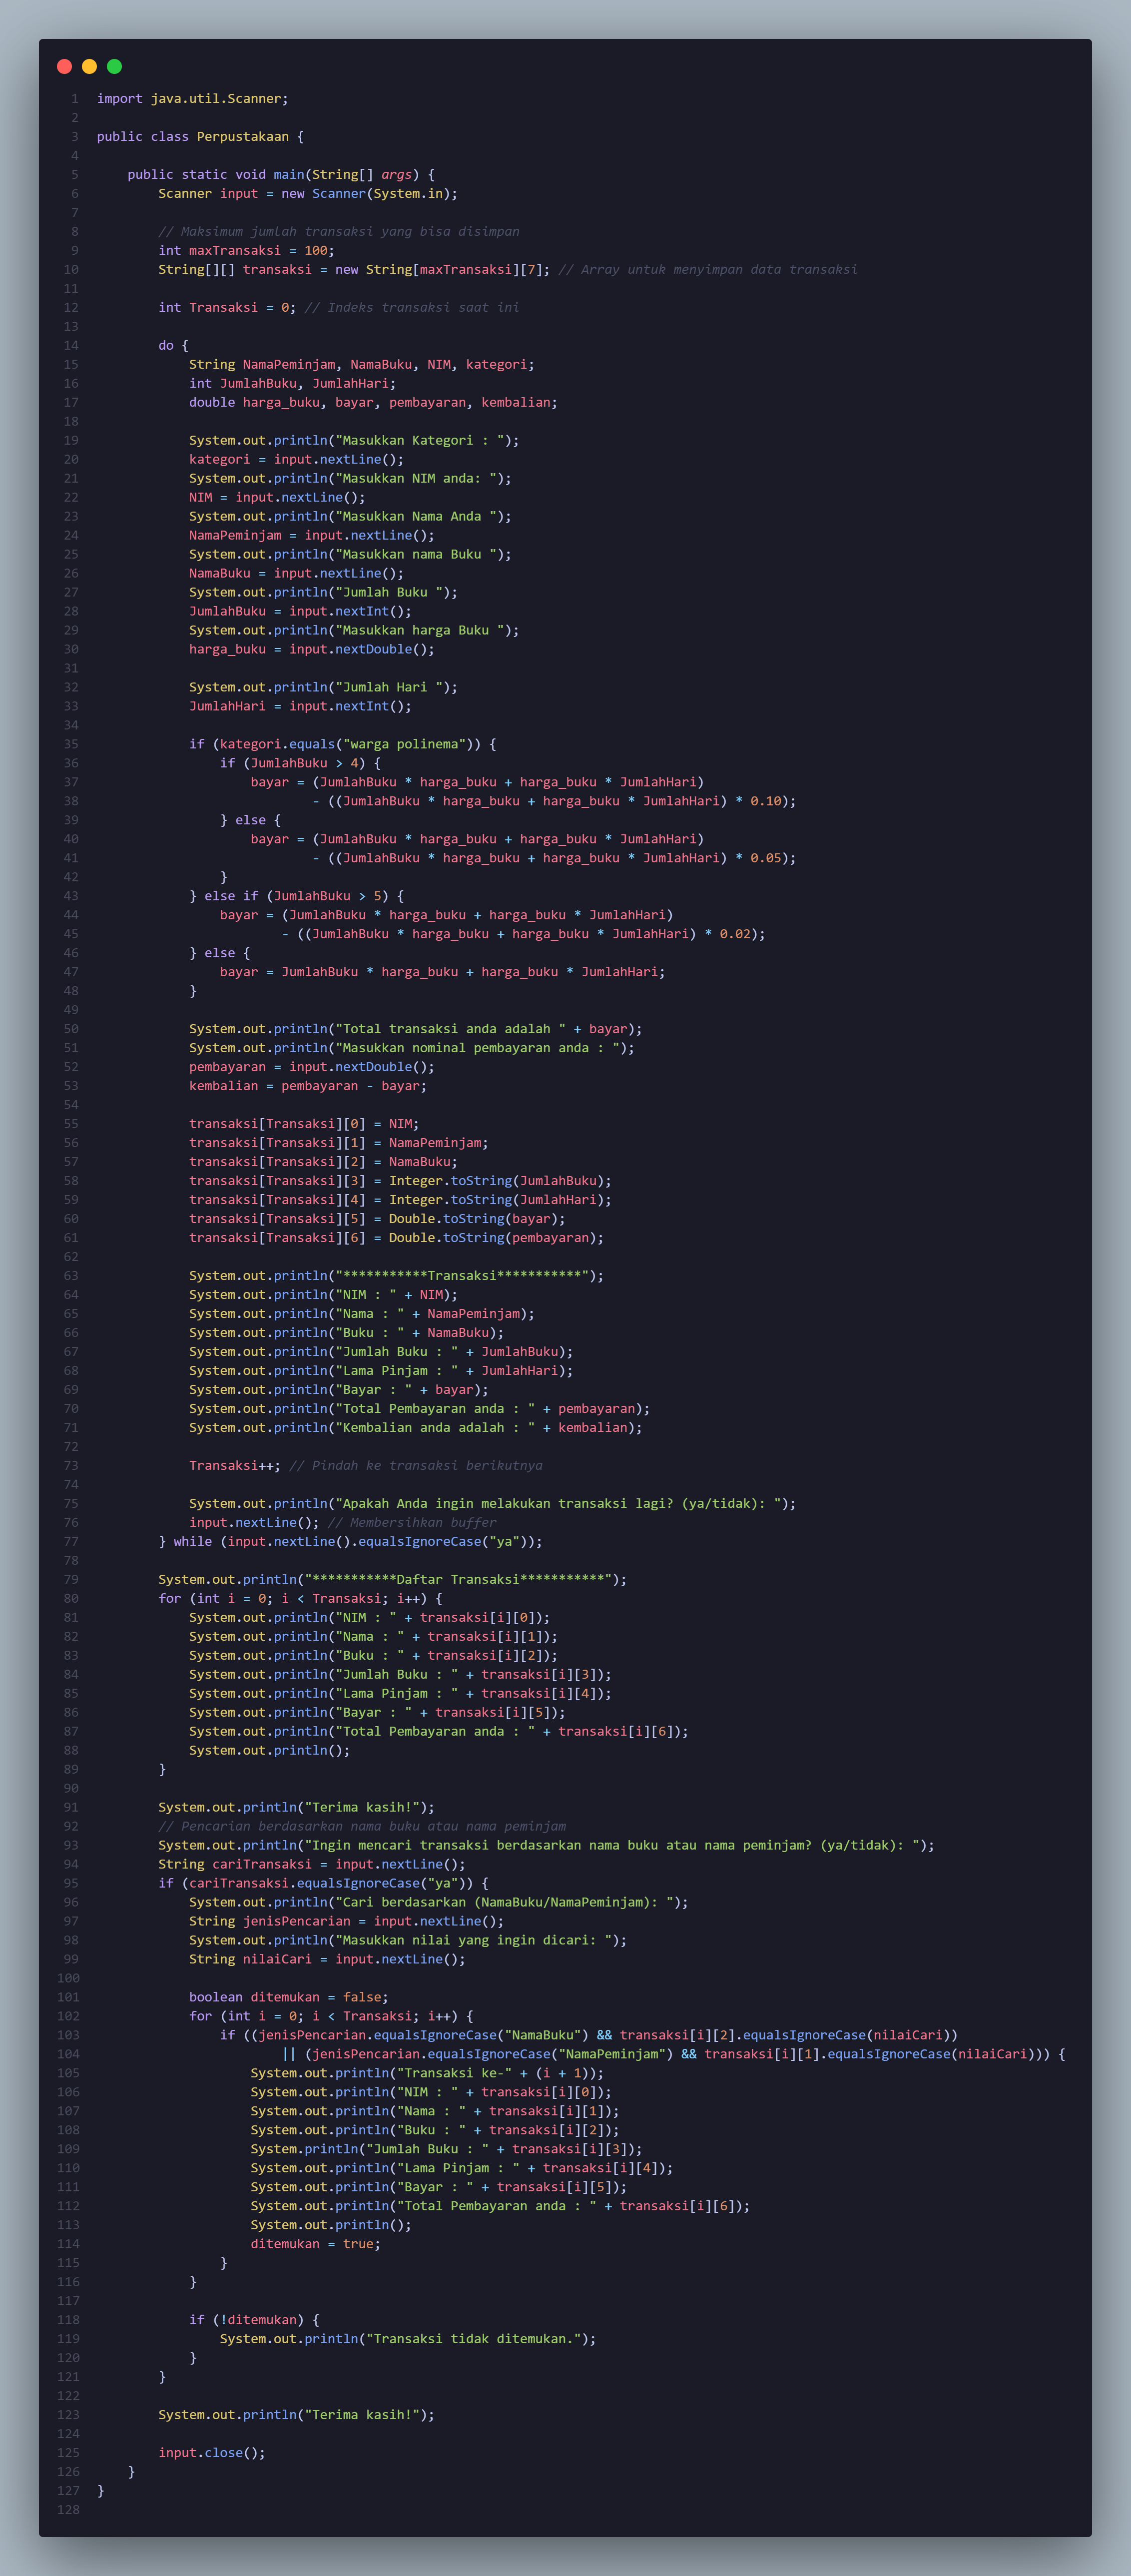 1 import java.util.Scanner;
2
3 public class Perpustakaan {
4
5     public static void main(String[] args) {
6         Scanner input = new Scanner(System.in);
7
8         // Maksimum jumlah transaksi yang bisa disimpan
9         int maxTransaksi = 100;
10         String[][] transaksi = new String[maxTransaksi][7]; // Array untuk menyimpan data transaksi
11
12         int Transaksi = 0; // Indeks transaksi saat ini
13
14         do {
15             String NamaPeminjam, NamaBuku, NIM, kategori;
16             int JumlahBuku, JumlahHari;
17             double harga_buku, bayar, pembayaran, kembalian;
18
19             System.out.println("Masukkan Kategori : ");
20             kategori = input.nextLine();
21             System.out.println("Masukkan NIM anda: ");
22             NIM = input.nextLine();
23             System.out.println("Masukkan Nama Anda ");
24             NamaPeminjam = input.nextLine();
25             System.out.println("Masukkan nama Buku ");
26             NamaBuku = input.nextLine();
27             System.out.println("Jumlah Buku ");
28             JumlahBuku = input.nextInt();
29             System.out.println("Masukkan harga Buku ");
30             harga_buku = input.nextDouble();
31
32             System.out.println("Jumlah Hari ");
33             JumlahHari = input.nextInt();
34
35             if (kategori.equals("warga polinema")) {
36                 if (JumlahBuku > 4) {
37                     bayar = (JumlahBuku * harga_buku + harga_buku * JumlahHari)
38                             - ((JumlahBuku * harga_buku + harga_buku * JumlahHari) * 0.10);
39                 } else {
40                     bayar = (JumlahBuku * harga_buku + harga_buku * JumlahHari)
41                             - ((JumlahBuku * harga_buku + harga_buku * JumlahHari) * 0.05);
42                 }
43             } else if (JumlahBuku > 5) {
44                 bayar = (JumlahBuku * harga_buku + harga_buku * JumlahHari)
45                         - ((JumlahBuku * harga_buku + harga_buku * JumlahHari) * 0.02);
46             } else {
47                 bayar = JumlahBuku * harga_buku + harga_buku * JumlahHari;
48             }
49
50             System.out.println("Total transaksi anda adalah " + bayar);
51             System.out.println("Masukkan nominal pembayaran anda : ");
52             pembayaran = input.nextDouble();
53             kembalian = pembayaran - bayar;
54
55             transaksi[Transaksi][0] = NIM;
56             transaksi[Transaksi][1] = NamaPeminjam;
57             transaksi[Transaksi][2] = NamaBuku;
58             transaksi[Transaksi][3] = Integer.toString(JumlahBuku);
59             transaksi[Transaksi][4] = Integer.toString(JumlahHari);
60             transaksi[Transaksi][5] = Double.toString(bayar);
61             transaksi[Transaksi][6] = Double.toString(pembayaran);
62
63             System.out.println("***********Transaksi***********");
64             System.out.println("NIM : " + NIM);
65             System.out.println("Nama : " + NamaPeminjam);
66             System.out.println("Buku : " + NamaBuku);
67             System.out.println("Jumlah Buku : " + JumlahBuku);
68             System.out.println("Lama Pinjam : " + JumlahHari);
69             System.out.println("Bayar : " + bayar);
70             System.out.println("Total Pembayaran anda : " + pembayaran);
71             System.out.println("Kembalian anda adalah : " + kembalian);
72
73             Transaksi++; // Pindah ke transaksi berikutnya
74
75             System.out.println("Apakah Anda ingin melakukan transaksi lagi? (ya/tidak): ");
76             input.nextLine(); // Membersihkan buffer
77         } while (input.nextLine().equalsIgnoreCase("ya"));
78
79         System.out.println("***********Daftar Transaksi***********");
80         for (int i = 0; i < Transaksi; i++) {
81             System.out.println("NIM : " + transaksi[i][0]);
82             System.out.println("Nama : " + transaksi[i][1]);
83             System.out.println("Buku : " + transaksi[i][2]);
84             System.out.println("Jumlah Buku : " + transaksi[i][3]);
85             System.out.println("Lama Pinjam : " + transaksi[i][4]);
86             System.out.println("Bayar : " + transaksi[i][5]);
87             System.out.println("Total Pembayaran anda : " + transaksi[i][6]);
88             System.out.println();
89         }
90
91         System.out.println("Terima kasih!");
92         // Pencarian berdasarkan nama buku atau nama peminjam
93         System.out.println("Ingin mencari transaksi berdasarkan nama buku atau nama peminjam? (ya/tidak): ");
94         String cariTransaksi = input.nextLine();
95         if (cariTransaksi.equalsIgnoreCase("ya")) {
96             System.out.println("Cari berdasarkan (NamaBuku/NamaPeminjam): ");
97             String jenisPencarian = input.nextLine();
98             System.out.println("Masukkan nilai yang ingin dicari: ");
99             String nilaiCari = input.nextLine();
100
101             boolean ditemukan = false;
102             for (int i = 0; i < Transaksi; i++) {
103                 if ((jenisPencarian.equalsIgnoreCase("NamaBuku") && transaksi[i][2].equalsIgnoreCase(nilaiCari))
104                         || (jenisPencarian.equalsIgnoreCase("NamaPeminjam") && transaksi[i][1].equalsIgnoreCase(nilaiCari))) {
105                     System.out.println("Transaksi ke-" + (i + 1));
106                     System.out.println("NIM : " + transaksi[i][0]);
107                     System.out.println("Nama : " + transaksi[i][1]);
108                     System.out.println("Buku : " + transaksi[i][2]);
109                     System.println("Jumlah Buku : " + transaksi[i][3]);
110                     System.out.println("Lama Pinjam : " + transaksi[i][4]);
111                     System.out.println("Bayar : " + transaksi[i][5]);
112                     System.out.println("Total Pembayaran anda : " + transaksi[i][6]);
113                     System.out.println();
114                     ditemukan = true;
115                 }
116             }
117
118             if (!ditemukan) {
119                 System.out.println("Transaksi tidak ditemukan.");
120             }
121         }
122
123         System.out.println("Terima kasih!");
124
125         input.close();
126     }
127 }
128